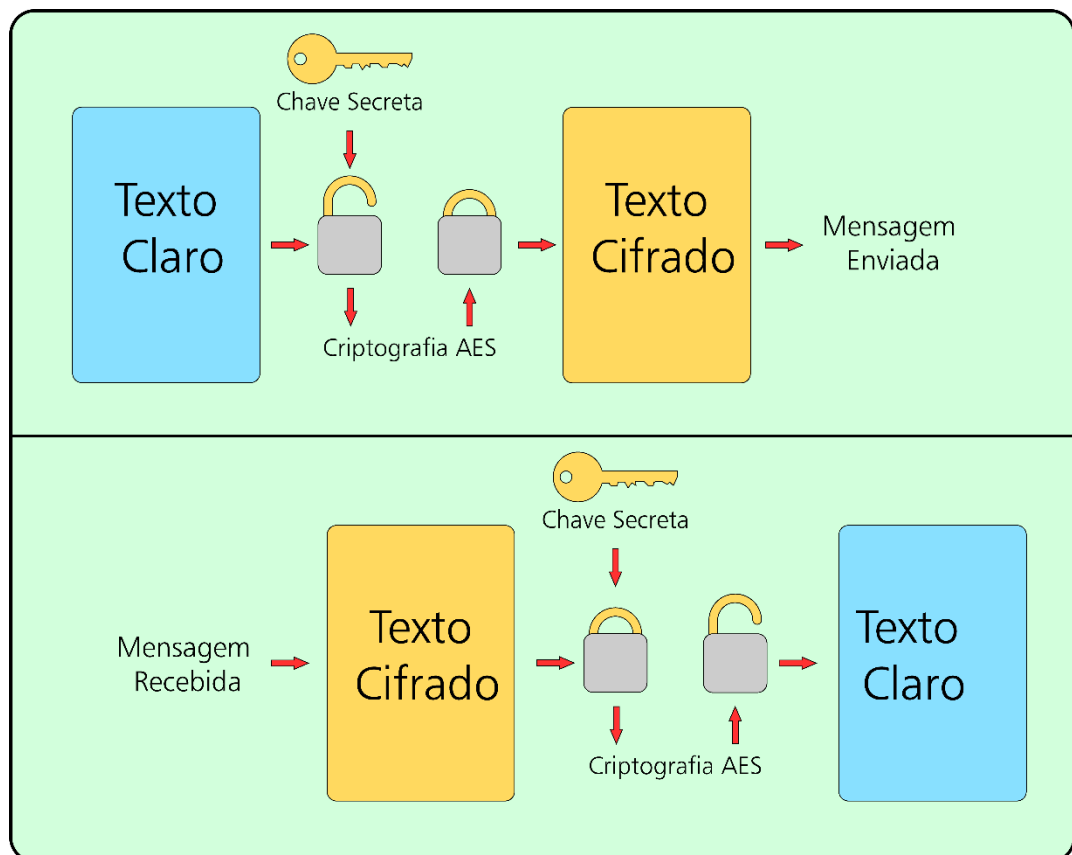 Chave Secreta
Texto
Claro
Criptografia AES
Texto
Cifrado
Mensagem
Enviada
Chave Secreta
Mensagem
Recebida
Texto
Cifrado
Criptografia AES
Texto
Claro